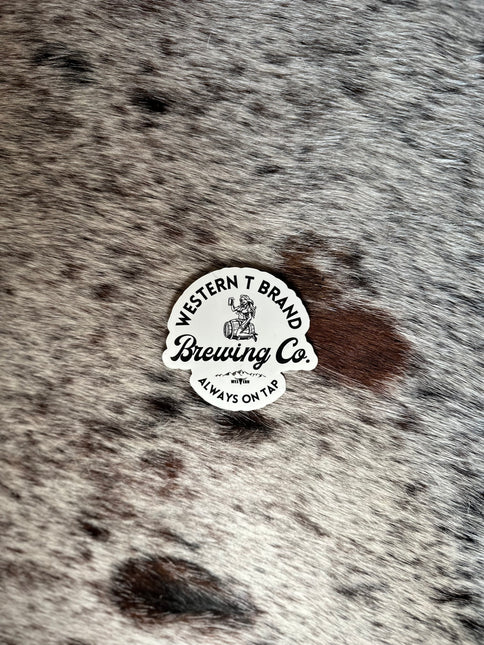 WESTERN T BRAND
Brewing Co.
ALWAYS ON TAP